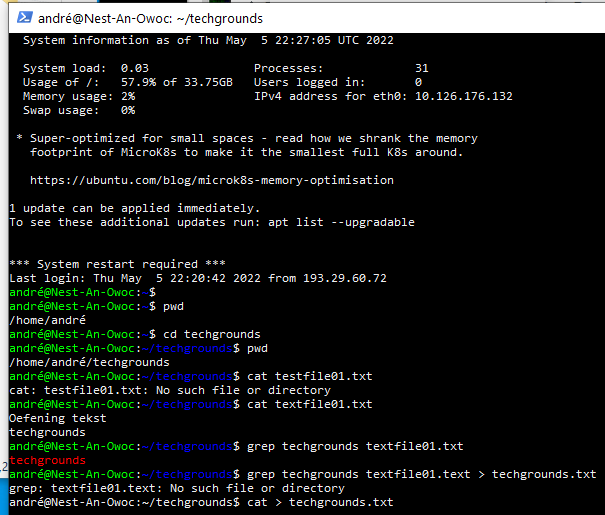 andré@Nest-An-Owoc: ~/techgrounds
System information as of Thu May  5 22:27:05 UTC 2022
System load:  0.03               Processes:             31
Usage of /:   57.9% of 33.75GB   Users logged in:       0
Memory usage: 2%                 IPv4 address for eth0: 10.126.176.132
Swap usage:   0%
* Super-optimized for small spaces - read how we shrank the memory
footprint of MicroK8s to make it the smallest full K8s around.
https://ubuntu.com/blog/microk8s-memory-optimisation
1 update can be applied immediately.
To see these additional updates run: apt list --upgradable
*** System restart required ***
Last login: Thu May  5 22:20:42 2022 from 193.29.60.72
andré@Nest-An-Owoc:~$
andré@Nest-An-Owoc:~$ pwd
/home/andré
andré@Nest-An-Owoc:~$ cd techgrounds
andré@Nest-An-Owoc:~/techgrounds$ pwd
/home/andré/techgrounds
andré@Nest-An-Owoc:~/techgrounds$ cat testfile01.txt
cat: testfile01.txt: No such file or directory
andré@Nest-An-Owoc:~/techgrounds$ cat textfile01.txt
Oefening tekst
techgrounds
andré@Nest-An-Owoc:~/techgrounds$ grep techgrounds textfile01.txt
techgrounds
andré@Nest-An-Owoc:~/techgrounds$ grep techgrounds textfile01.text > techgrounds.txt
grep: textfile01.text: No such file or directory
andré@Nest-An-Owoc:~/techgrounds$ cat > techgrounds.txt